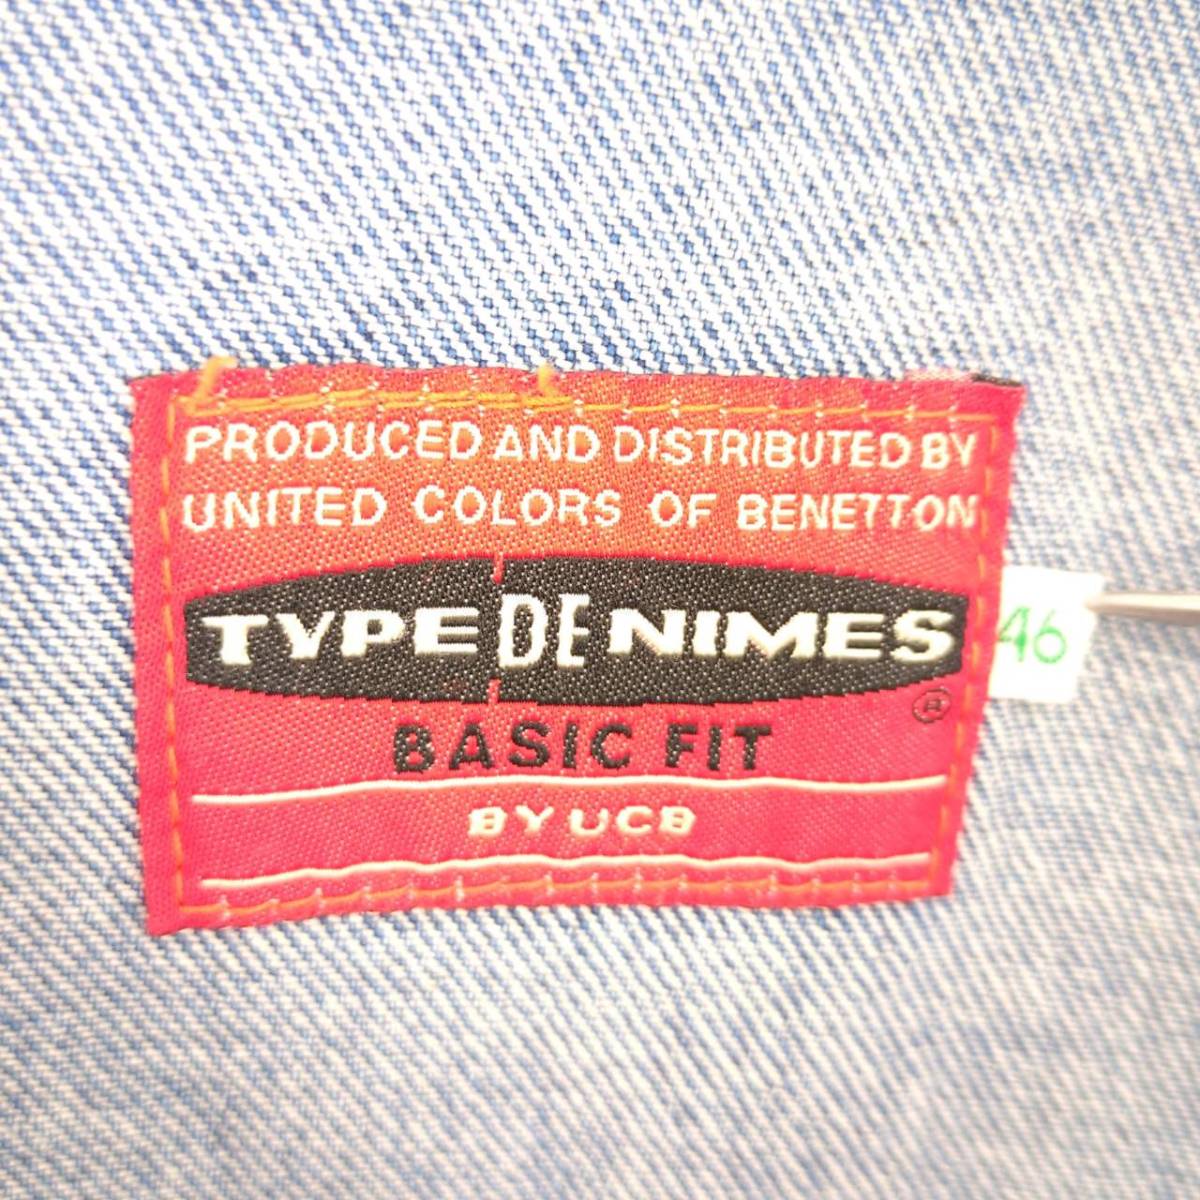 PRODUCED AND DISTRIBUTED BY
UNITED COLORS OF BENETTON
TYPE DE NIMES
®
BASIC FIT
BY UCB
46